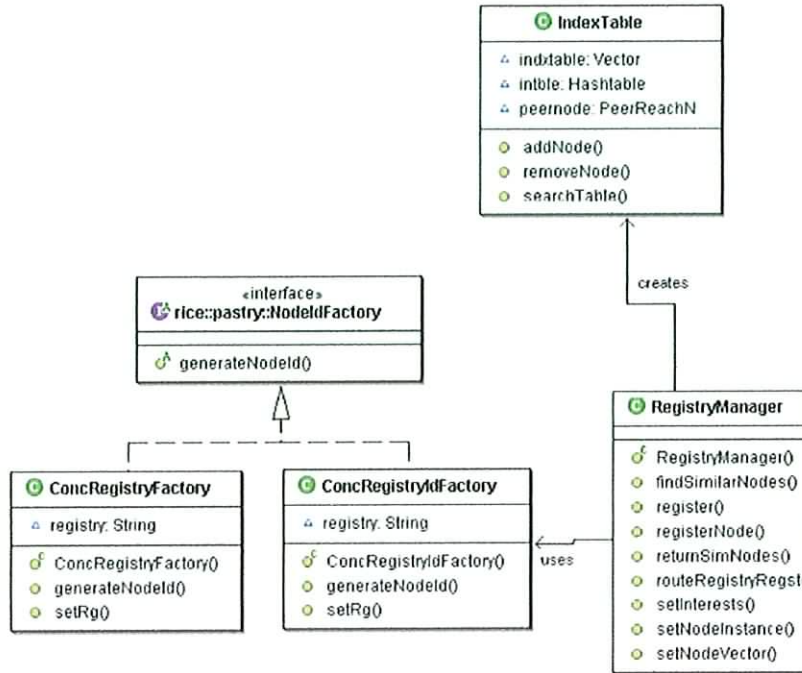 IndexTable
indxtable: Vector
intble: Hashtable
peernode: PeerReachN
addNode()
removeNode()
searchTable()
creates
«interface»
rice::pastry::NodeIdFactory
generateNodeId()
ConcRegistryFactory
registry: String
ConcRegistryFactory()
generateNodeId()
setRg()
ConcRegistryIdFactory
registry: String
ConcRegistryIdFactory()
generateNodeId()
setRg()
uses
RegistryManager
RegistryManager()
findSimilarNodes()
register()
registerNode()
returnSimNodes()
routeRegistryRegst
setInterests()
setNodeInstance()
setNodeVector()